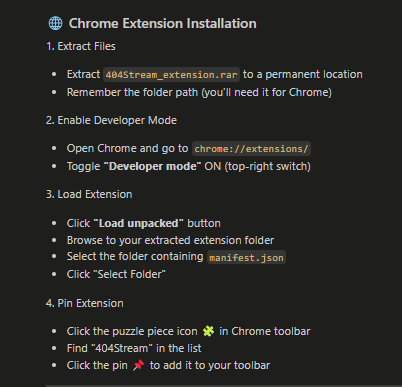 🌐 Chrome Extension Installation
1. Extract Files
• Extract 404Stream_extension.rar to a permanent location
• Remember the folder path (you'll need it for Chrome)
2. Enable Developer Mode
• Open Chrome and go to chrome://extensions/
• Toggle "Developer mode" ON (top-right switch)
3. Load Extension
• Click "Load unpacked" button
• Browse to your extracted extension folder
• Select the folder containing manifest.json
• Click "Select Folder"
4. Pin Extension
• Click the puzzle piece icon 🧩 in Chrome toolbar
• Find "404Stream" in the list
• Click the pin 📌 to add it to your toolbar